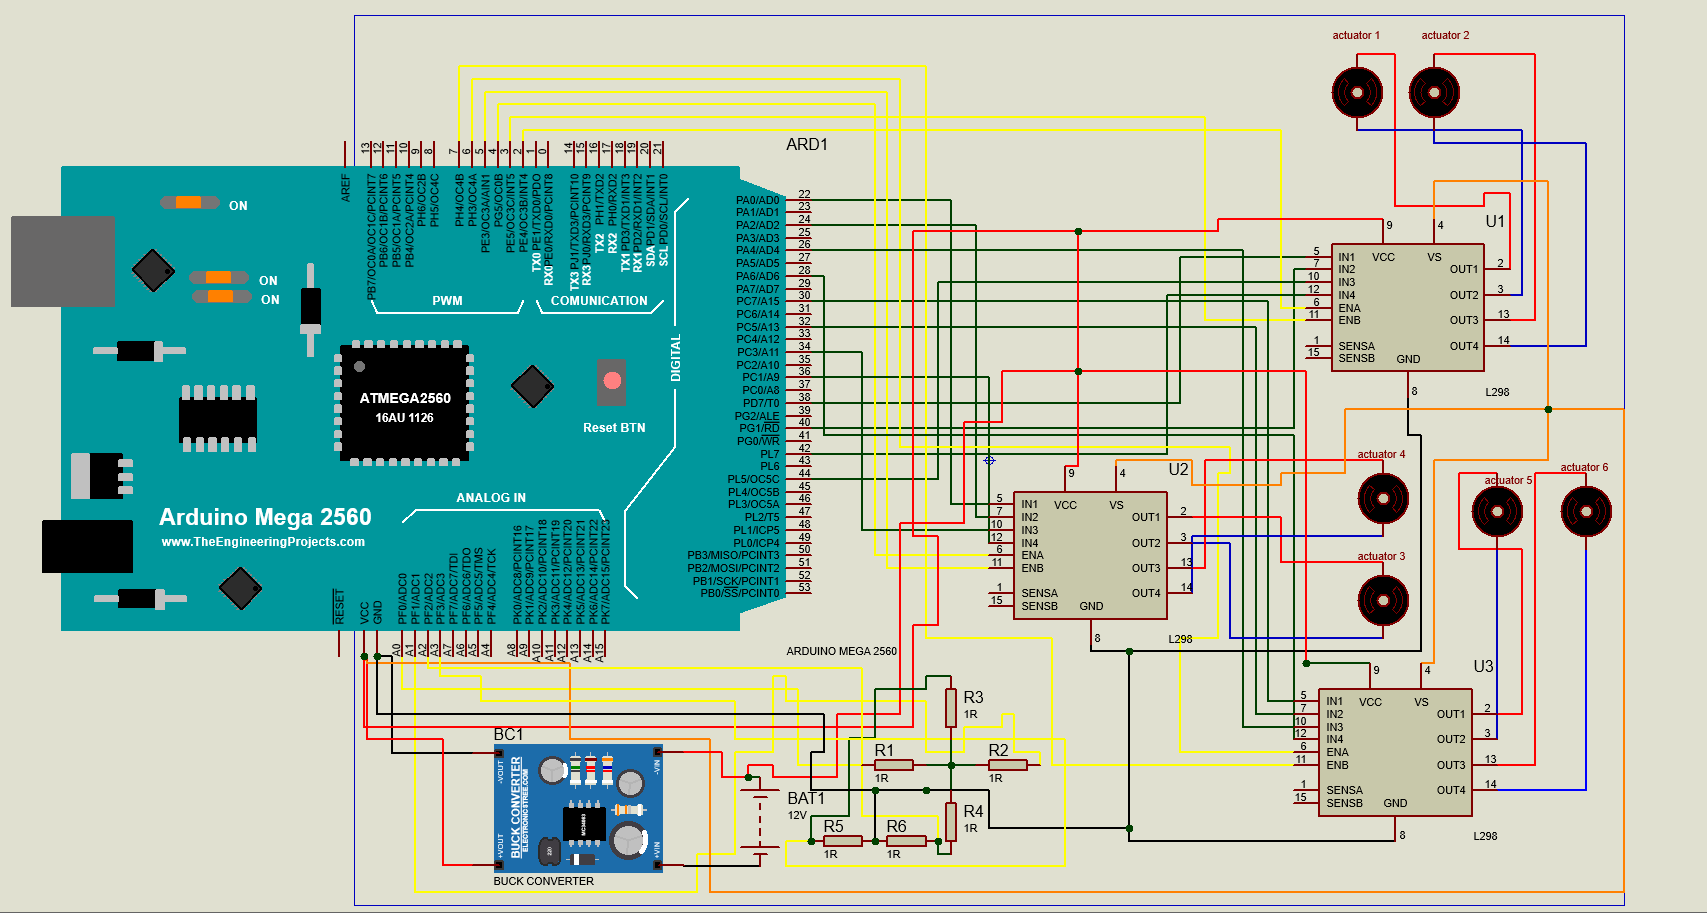 actuator 1
actuator 2
ARD1
AREF
13
12
11
10
9
8
7
6
5
4
3
2
1
0
14
15
16
17
18
19
20
21
PB7/OC0A/OC1C/PCINT7
PB6/OC1B/PCINT6
PB5/OC1A/PCINT5
PB4/OC2A/PCINT4
PH6/OC2B
PH5/OC4C
PH4/OC4B
PH3/OC4A
PE3/OC3A/AIN1
PG5/OC0B
PE5/OC3C/INT5
PE4/OC3B/INT4
TX0 PE1/TXD0/PDO
RX0 PE0/RXD0/PCINT8
TX3 PJ1/TXD3/PCINT10
RX3 PJ0/RXD3/PCINT9
TX2 PH1/TXD2
RX2 PH0/RXD2
TX1 PD3/TXD1/INT3
RX1 PD2/RXD1/INT2
SDA PD1/SDA/INT1
SCL PD0/SCL/INT0
ON
ON
ON
PWM
COMUNICATION
DIGITAL
PA0/AD0 22
PA1/AD1 23
PA2/AD2 24
PA3/AD3 25
PA4/AD4 26
PA5/AD5 27
PA6/AD6 28
PA7/AD7 29
PC7/A15 30
PC6/A14 31
PC5/A13 32
PC4/A12 33
PC3/A11 34
PC2/A10 35
PC1/A9 36
PC0/A8 37
PD7/T0 38
PG2/ALE 39
PG1/RD 40
PG0/WR 41
PL7 42
PL6 43
PL5/OC5C 44
PL4/OC5B 45
PL3/OC5A 46
PL2/T5 47
PL1/ICP5 48
PL0/ICP4 49
PB3/MISO/PCINT3 50
PB2/MOSI/PCINT2 51
PB1/SCK/PCINT1 52
PB0/SS/PCINT0 53
ATMEGA2560
16AU 1126
Reset BTN
ANALOG IN
Arduino Mega 2560
www.TheEngineeringProjects.com
RESET
VCC
GND
PF0/ADC0
PF1/ADC1
PF2/ADC2
PF3/ADC3
PF7/ADC7/TDI
PF6/ADC6/TDO
PF5/ADC5/TMS
PF4/ADC4/TCK
PK0/ADC8/PCINT16
PK1/ADC9/PCINT17
PK2/ADC10/PCINT18
PK3/ADC11/PCINT19
PK4/ADC12/PCINT20
PK5/ADC13/PCINT21
PK6/ADC14/PCINT22
PK7/ADC15/PCINT23
A0
A1
A2
A3
A7
A6
A5
A4
A8
A9
A10
A11
A12
A13
A14
A15
ARDUINO MEGA 2560
U1
9
4
VCC
VS
5 IN1
7 IN2
10 IN3
12 IN4
6 ENA
11 ENB
1 SENSA
15 SENSB
OUT1 2
OUT2 3
OUT3 13
OUT4 14
GND
8
L298
U2
9
4
VCC
VS
5 IN1
7 IN2
10 IN3
12 IN4
6 ENA
11 ENB
1 SENSA
15 SENSB
OUT1 2
OUT2 3
OUT3 13
OUT4 14
GND
8
L298
actuator 4
actuator 3
actuator 5
actuator 6
U3
9
4
VCC
VS
5 IN1
7 IN2
10 IN3
12 IN4
6 ENA
11 ENB
1 SENSA
15 SENSB
OUT1 2
OUT2 3
OUT3 13
OUT4 14
GND
8
L298
BC1
-VOUT
+VOUT
-VIN
+VIN
BUCK CONVERTER
ELECTRONICSTREE.COM
MC34063
220
BUCK CONVERTER
BAT1
12V
R3
1R
R1
1R
R2
1R
R4
1R
R5
1R
R6
1R